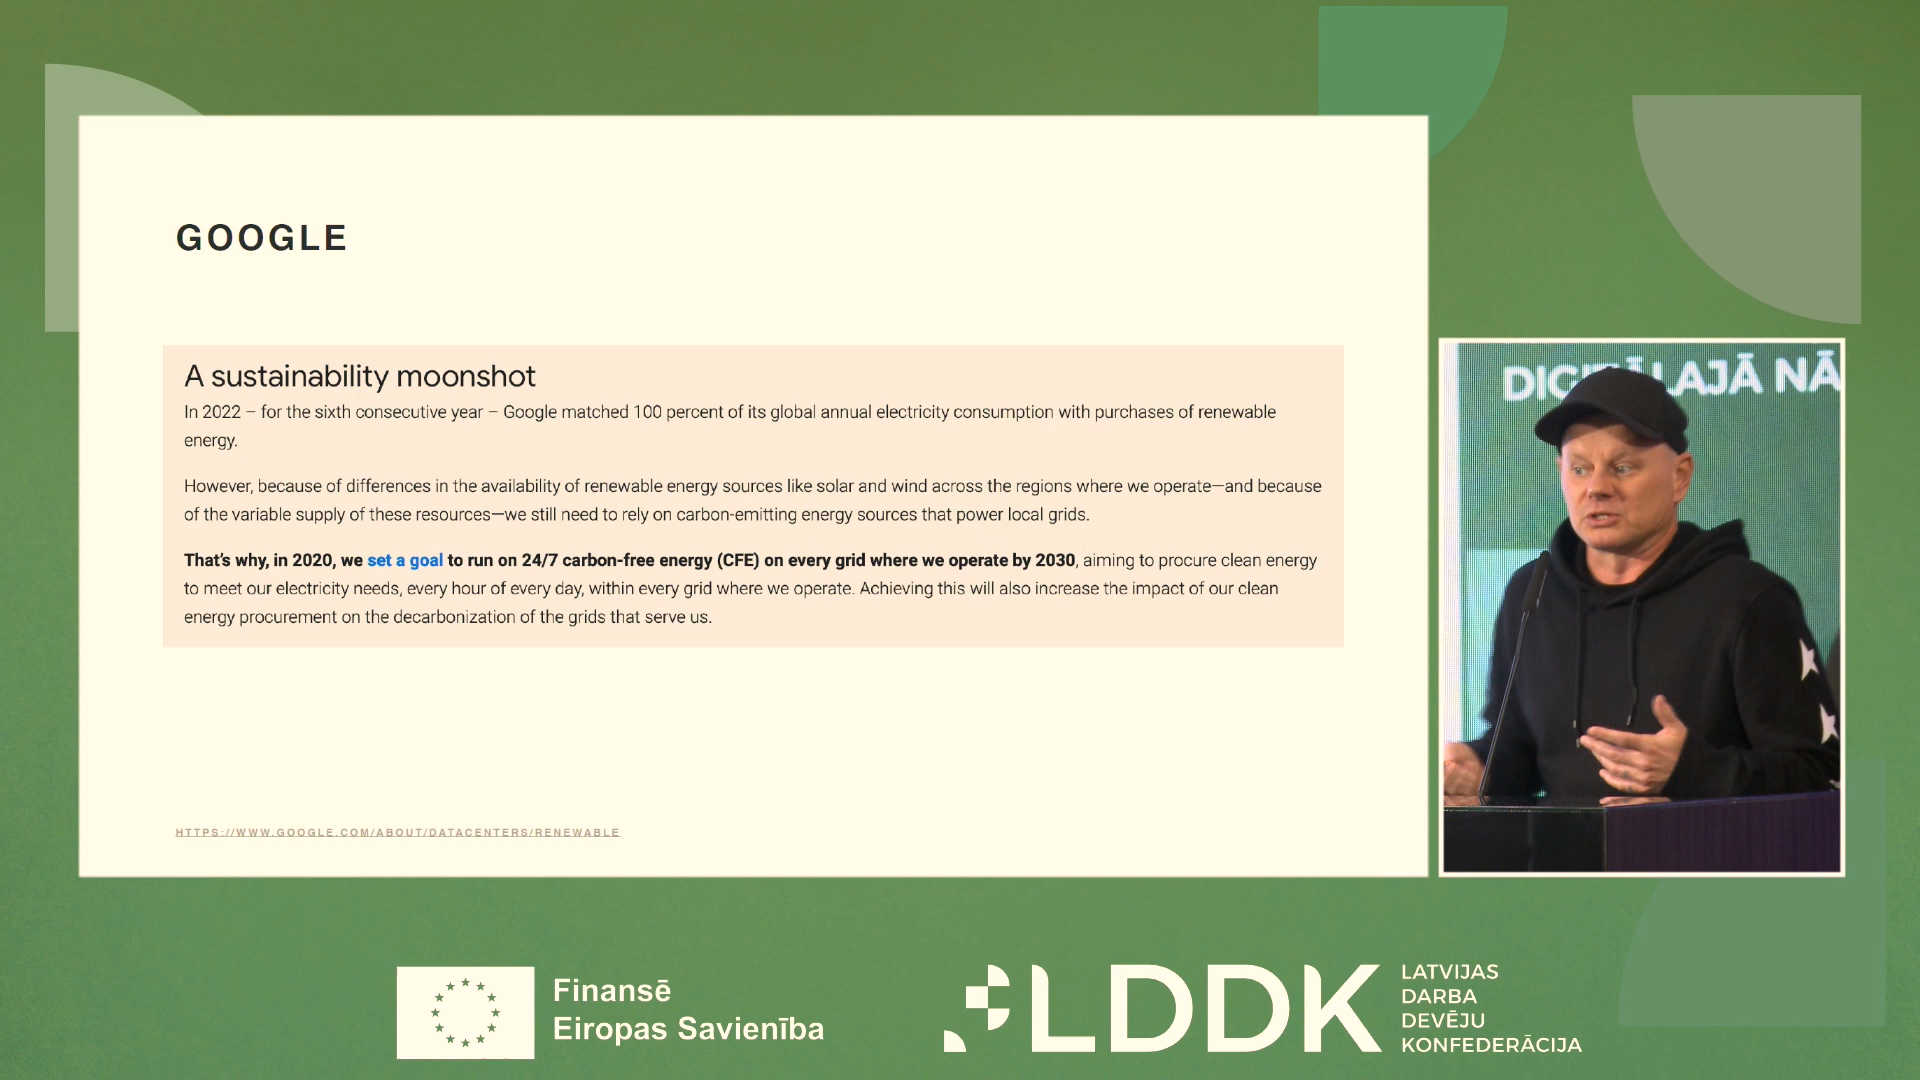 GOOGLE
A sustainability moonshot
In 2022 – for the sixth consecutive year – Google matched 100 percent of its global annual electricity consumption with purchases of renewable
energy.
However, because of differences in the availability of renewable energy sources like solar and wind across the regions where we operate—and because
of the variable supply of these resources—we still need to rely on carbon-emitting energy sources that power local grids.
That's why, in 2020, we set a goal to run on 24/7 carbon-free energy (CFE) on every grid where we operate by 2030, aiming to procure clean energy
to meet our electricity needs, every hour of every day, within every grid where we operate. Achieving this will also increase the impact of our clean
energy procurement on the decarbonization of the grids that serve us.
HTTPS://WWW.GOOGLE.COM/ABOUT/DATACENTERS/RENEWABLE
NĀ
Finansē
Eiropas Savienība
LDDK
LATVIJAS
DARBA
DEVĒJU
KONFEDERĀCIJA